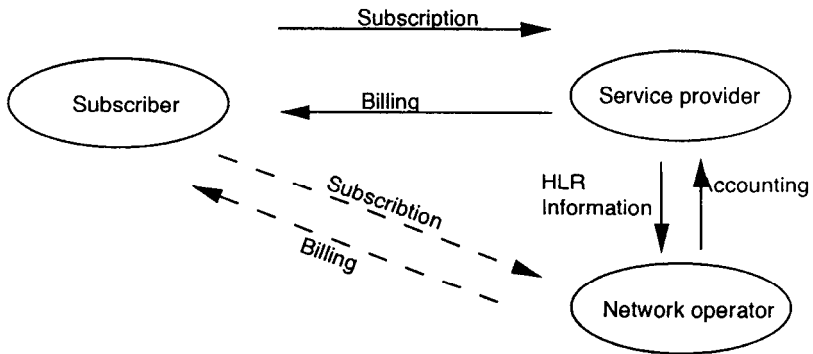 Subscription
Subscriber
Service provider
Billing
HLR
Information
Accounting
Subscribtion
Billing
Network operator